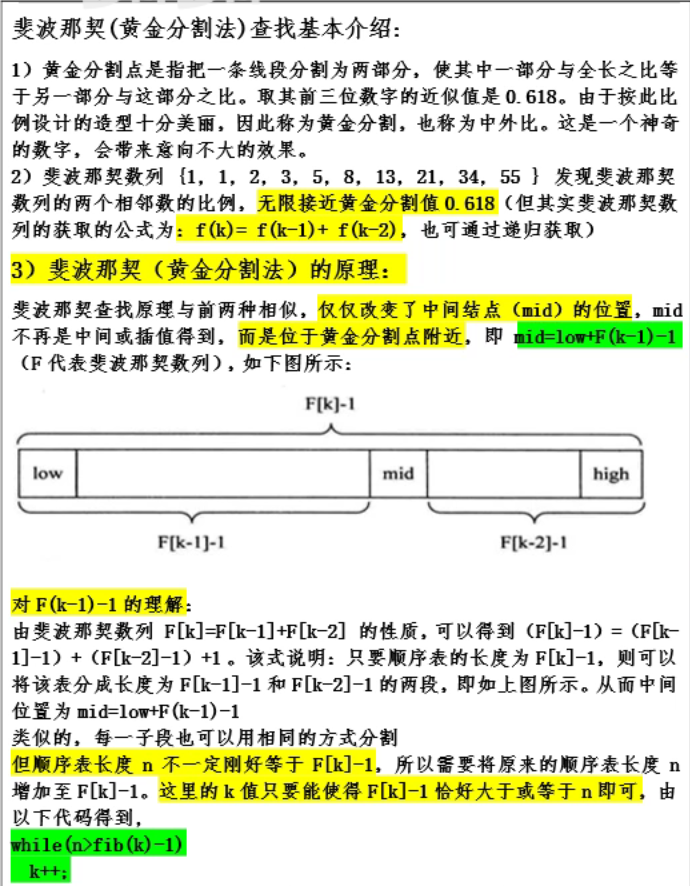 斐波那契(黄金分割法)查找基本介绍:
1) 黄金分割点是指把一条线段分割为两部分，使其中一部分与全长之比等
于另一部分与这部分之比。取其前三位数字的近似值是0.618。由于按此比
例设计的造型十分美丽，因此称为黄金分割，也称为中外比。这是一个神奇
的数字，会带来意向不大的效果。
2) 斐波那契数列 {1, 1, 2, 3, 5, 8, 13, 21, 34, 55 } 发现斐波那契
数列的两个相邻数的比例，无限接近黄金分割值0.618（但其实斐波那契数
列的获取的公式为：f(k)= f(k-1)+ f(k-2)，也可通过递归获取）
3）斐波那契（黄金分割法）的原理：
斐波那契查找原理与前两种相似，仅仅改变了中间结点（mid）的位置，mid
不再是中间或插值得到，而是位于黄金分割点附近，即 mid=low+F(k-1)-1
（F代表斐波那契数列），如下图所示：
F[k]-1
low
mid
high
F[k-1]-1
F[k-2]-1
对F(k-1)-1的理解：
由斐波那契数列 F[k]=F[k-1]+F[k-2] 的性质，可以得到（F[k]-1）=（F[k-
1]-1）+（F[k-2]-1）+1。该式说明：只要顺序表的长度为F[k]-1，则可以
将该表分成长度为F[k-1]-1和F[k-2]-1的两段，即如上图所示。从而中间
位置为mid=low+F(k-1)-1
类似的，每一子段也可以用相同的方式分割
但顺序表长度 n 不一定刚好等于 F[k]-1，所以需要将原来的顺序表长度 n
增加至F[k]-1。这里的k值只要能使得F[k]-1恰好大于或等于n即可，由
以下代码得到，
while(n>fib(k)-1)
k++;